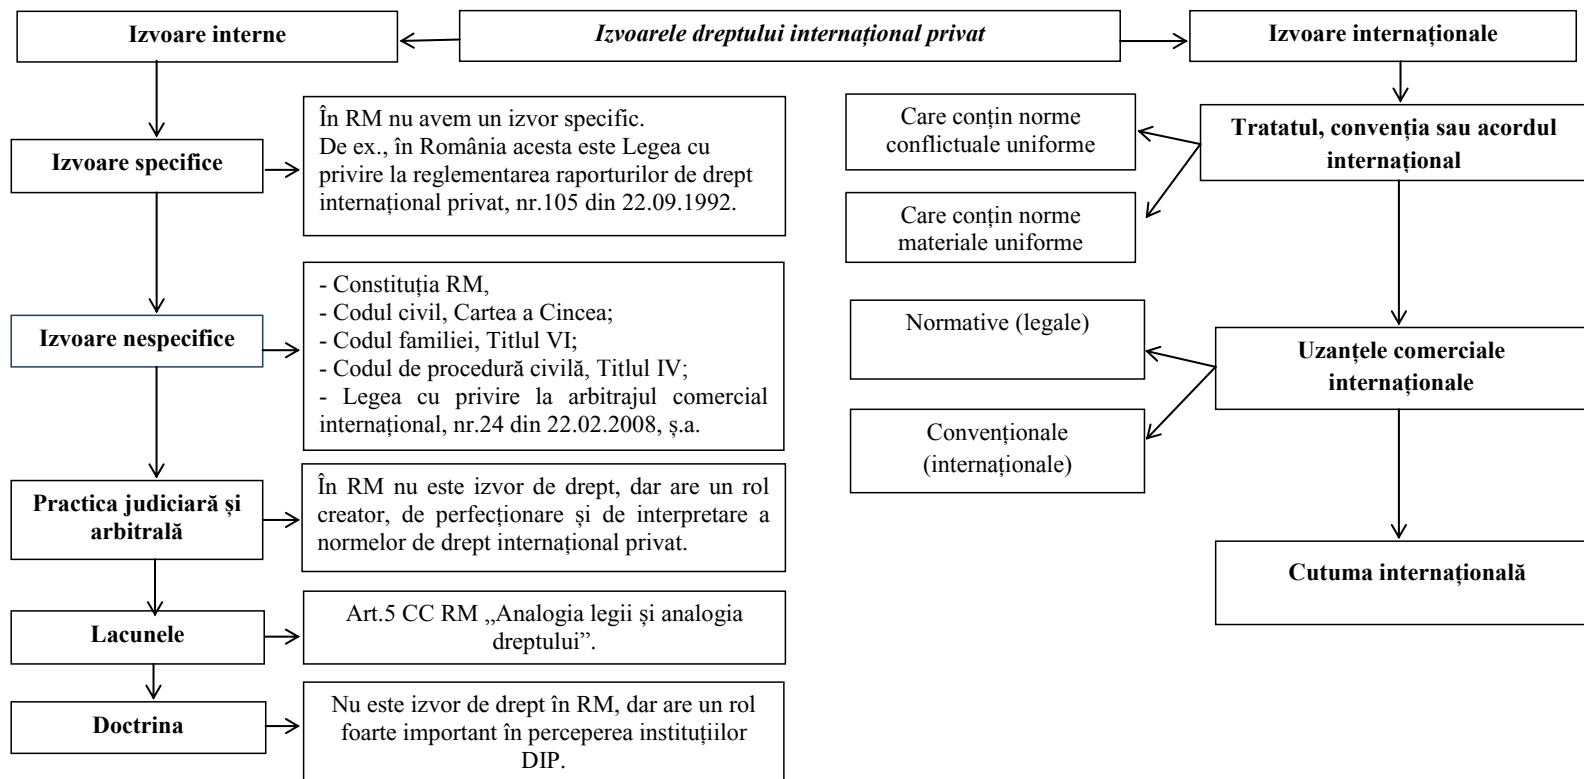 Izvoare interne
Izvoarele dreptului internațional privat
Izvoare internaționale
Izvoare specifice
În RM nu avem un izvor specific.
De ex., în România acesta este Legea cu
privire la reglementarea raporturilor de drept
internațional privat, nr.105 din 22.09.1992.
Izvoare nespecifice
- Constituția RM,
- Codul civil, Cartea a Cincea;
- Codul familiei, Titlul VI;
- Codul de procedură civilă, Titlul IV;
- Legea cu privire la arbitrajul comercial
internațional, nr.24 din 22.02.2008, ș.a.
Practica judiciară și
arbitrală
În RM nu este izvor de drept, dar are un rol
creator, de perfecționare și de interpretare a
normelor de drept internațional privat.
Lacunele
Art.5 CC RM „Analogia legii și analogia
dreptului”.
Doctrina
Nu este izvor de drept în RM, dar are un rol
foarte important în perceperea instituțiilor
DIP.
Tratatul, convenția sau acordul
internațional
Care conțin norme
conflictuale uniforme
Care conțin norme
materiale uniforme
Uzanțele comerciale
internaționale
Normative (legale)
Convenționale
(internaționale)
Cutuma internațională